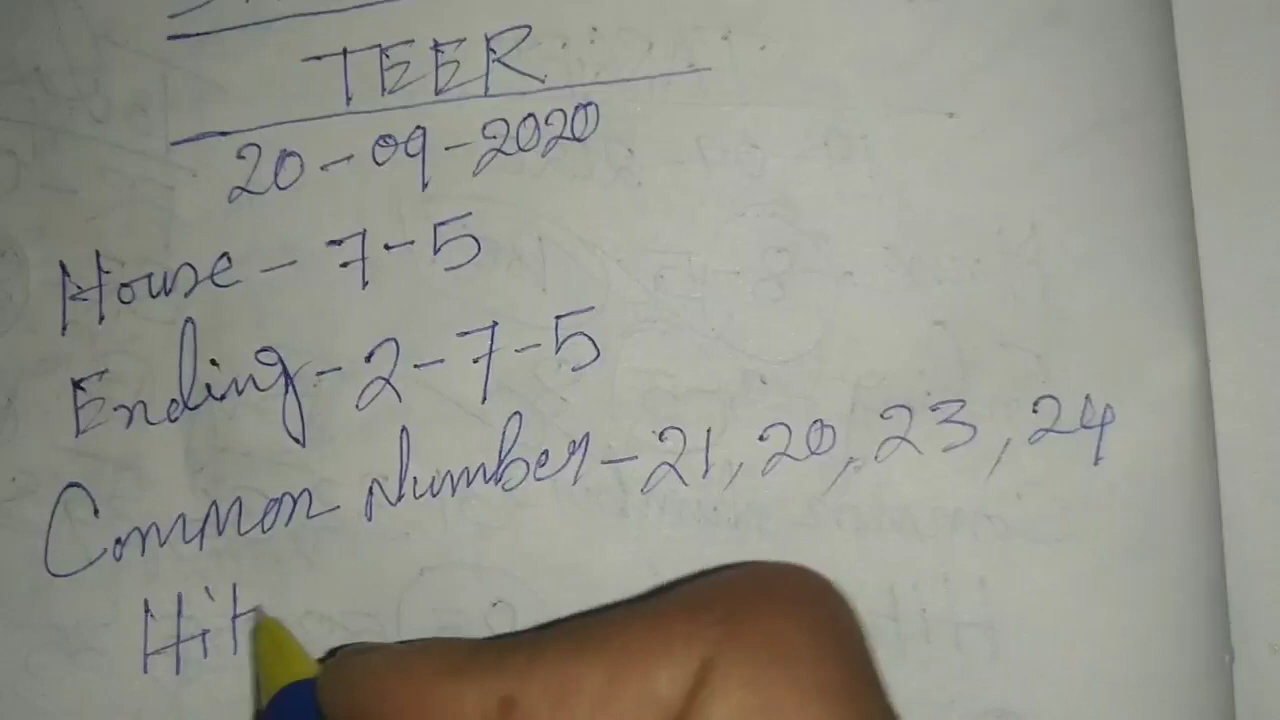 TEER
20-09-2020
House - 7-5
Ending - 2-7-5
Common Number - 21, 20, 23, 24
Hit